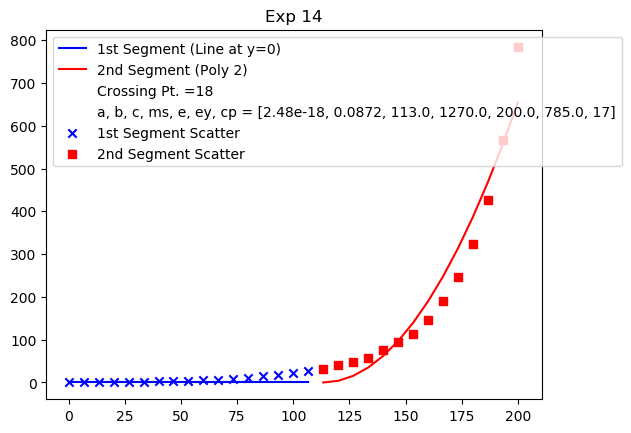 Exp 14
1st Segment (Line at y=0)
2nd Segment (Poly 2)
Crossing Pt. =18
a, b, c, ms, e, ey, cp = [2.48e-18, 0.0872, 113.0, 1270.0, 200.0, 785.0, 17]
1st Segment Scatter
2nd Segment Scatter
800
700
600
500
400
300
200
100
0
0 25 50 75 100 125 150 175 200